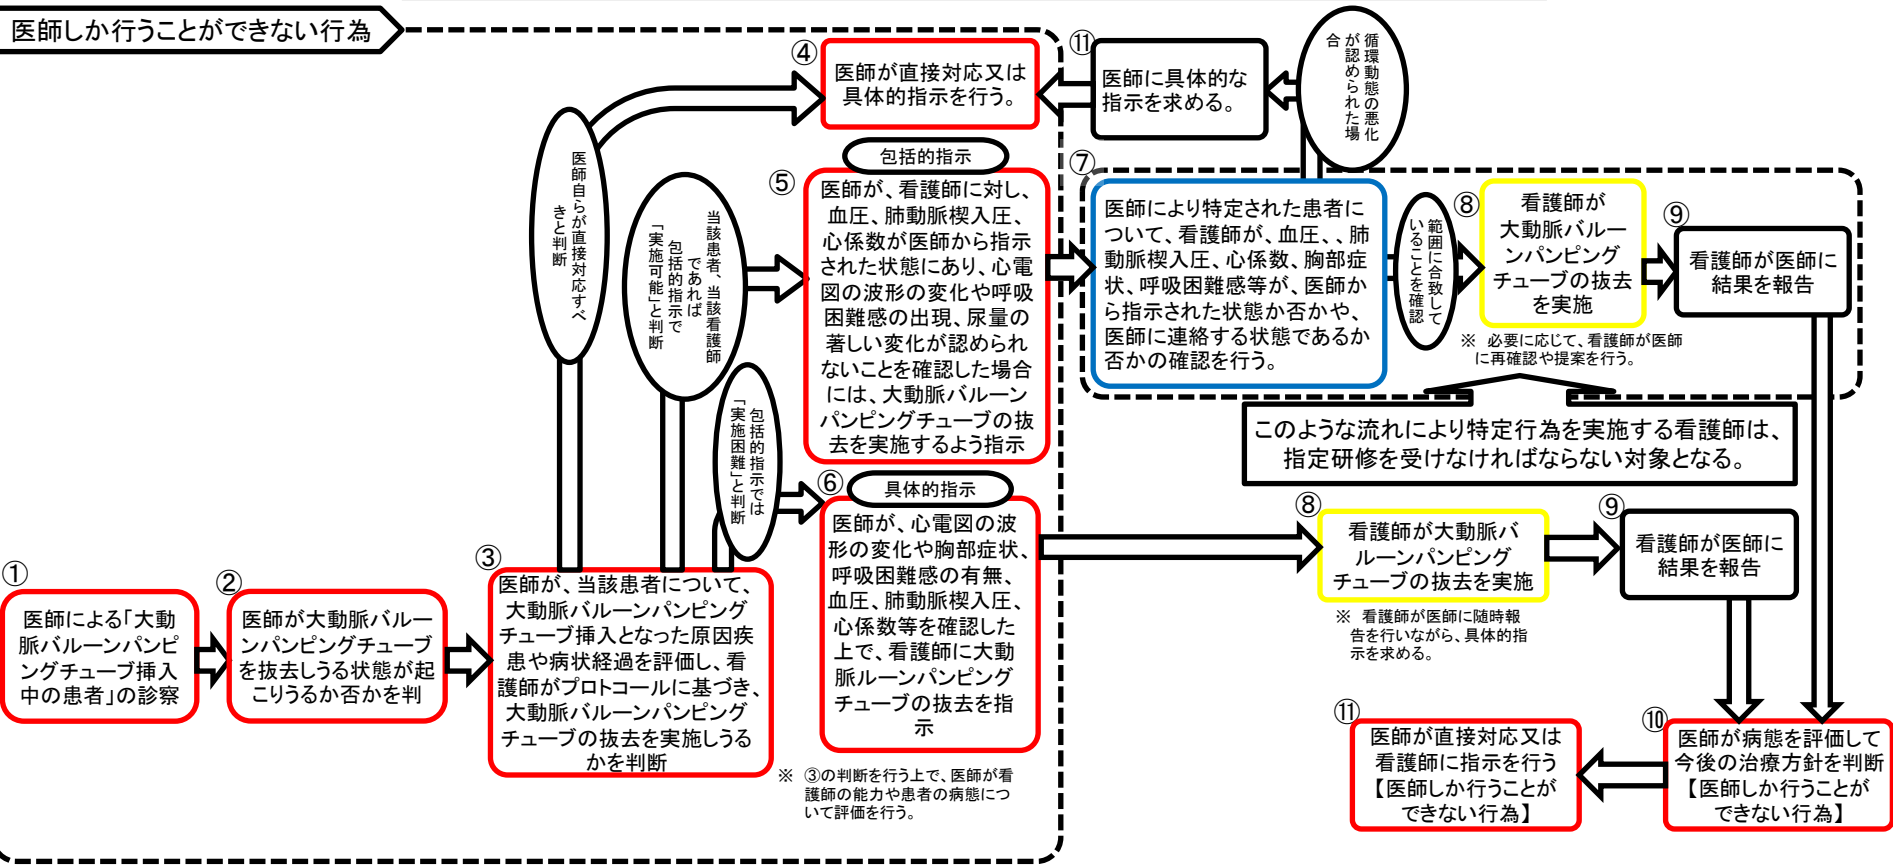 医師しか行うことができない行為
①
医師による「大動
脈バルーンパンピ
ングチューブ挿入
中の患者」の診察
②
医師が大動脈バルー
ンパンピングチューブ
を抜去しうる状態が起
こりうるか否かを判
③
医師が、当該患者について、
大動脈バルーンパンピング
チューブ挿入となった原因疾
患や病状経過を評価し、看
護師がプロトコールに基づき、
大動脈バルーンパンピング
チューブの抜去を実施しうる
かを判断
医師自らが直接対応すべ
きと判断
④
医師が直接対応又は
具体的指示を行う。
当該患者、当該看護師
であれば
包括的指示で
「実施可能」と判断
包括的指示
⑤
医師が、看護師に対し、
血圧、肺動脈楔入圧、
心係数が医師から指示
された状態にあり、心電
図の波形の変化や呼吸
困難感の出現、尿量の
著しい変化が認められ
ないことを確認した場合
には、大動脈バルーン
パンピングチューブの抜
去を実施するよう指示
包括的指示では
「実施困難」と判断
⑥
具体的指示
医師が、心電図の波
形の変化や胸部症状、
呼吸困難感の有無、
血圧、肺動脈楔入圧、
心係数等を確認した
上で、看護師に大動
脈ルーンパンピング
チューブの抜去を指
示
※ ③の判断を行う上で、医師が看
護師の能力や患者の病態につ
いて評価を行う。
⑪
医師に具体的な
指示を求める。
循環動態の悪化
が認められた場
合
⑦
医師により特定された患者に
ついて、看護師が、血圧、、肺
動脈楔入圧、心係数、胸部症
状、呼吸困難感等が、医師か
ら指示された状態か否かや、
医師に連絡する状態であるか
否かの確認を行う。
範囲に合致して
いることを確認
⑧
看護師が
大動脈バルー
ンパンピング
チューブの抜去
を実施
※ 必要に応じて、看護師が医師
に再確認や提案を行う。
⑨
看護師が医師に
結果を報告
このような流れにより特定行為を実施する看護師は、
指定研修を受けなければならない対象となる。
⑧
看護師が大動脈バ
ルーンパンピング
チューブの抜去を実施
※ 看護師が医師に随時報
告を行いながら、具体的指
示を求める。
⑨
看護師が医師に
結果を報告
⑩
医師が病態を評価して
今後の治療方針を判断
【医師しか行うことが
できない行為】
⑪
医師が直接対応又は
看護師に指示を行う
【医師しか行うことが
できない行為】